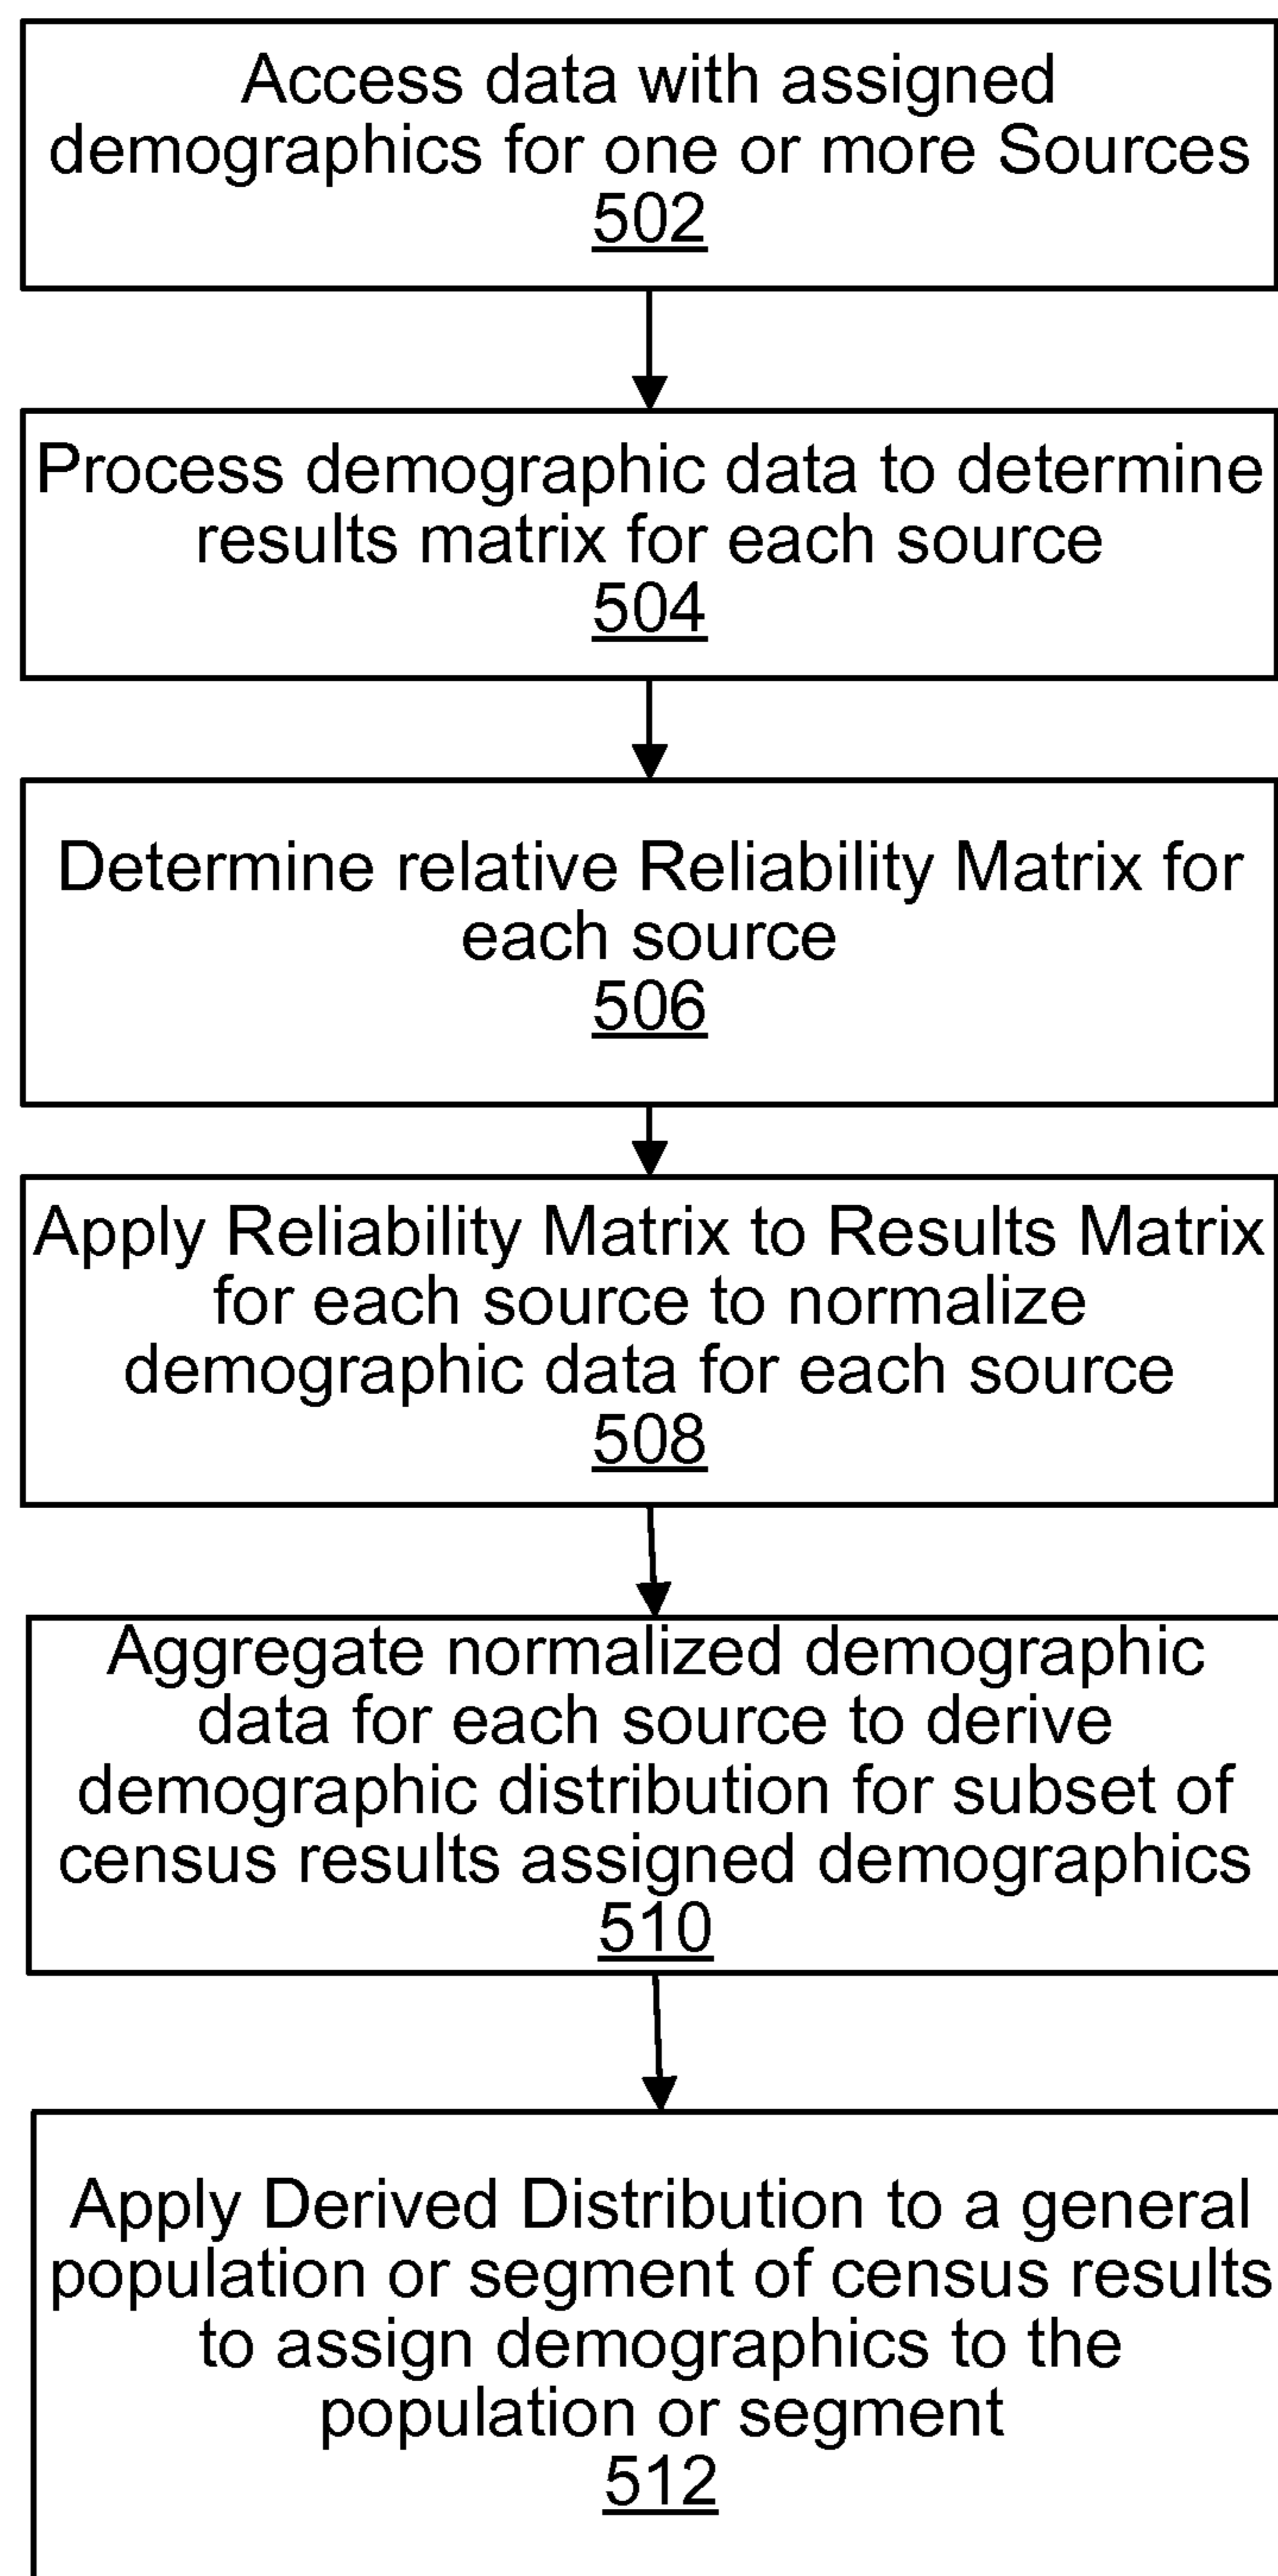 Access data with assigned
demographics for one or more Sources
502
Process demographic data to determine
results matrix for each source
504
Determine relative Reliability Matrix for
each source
506
Apply Reliability Matrix to Results Matrix
for each source to normalize
demographic data for each source
508
Aggregate normalized demographic
data for each source to derive
demographic distribution for subset of
census results assigned demographics
510
Apply Derived Distribution to a general
population or segment of census results
to assign demographics to the
population or segment
512